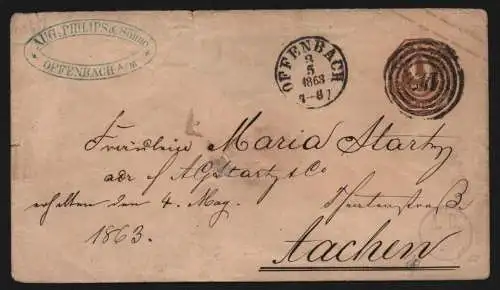 AUG. PHILIPS & SÖHNE
OFFENBACH A/M
OFFENBACH
3
5
1863
Fräulein Maria Startz
adr
Startz & Co
erhalten den 4. May
1863.
Aachen